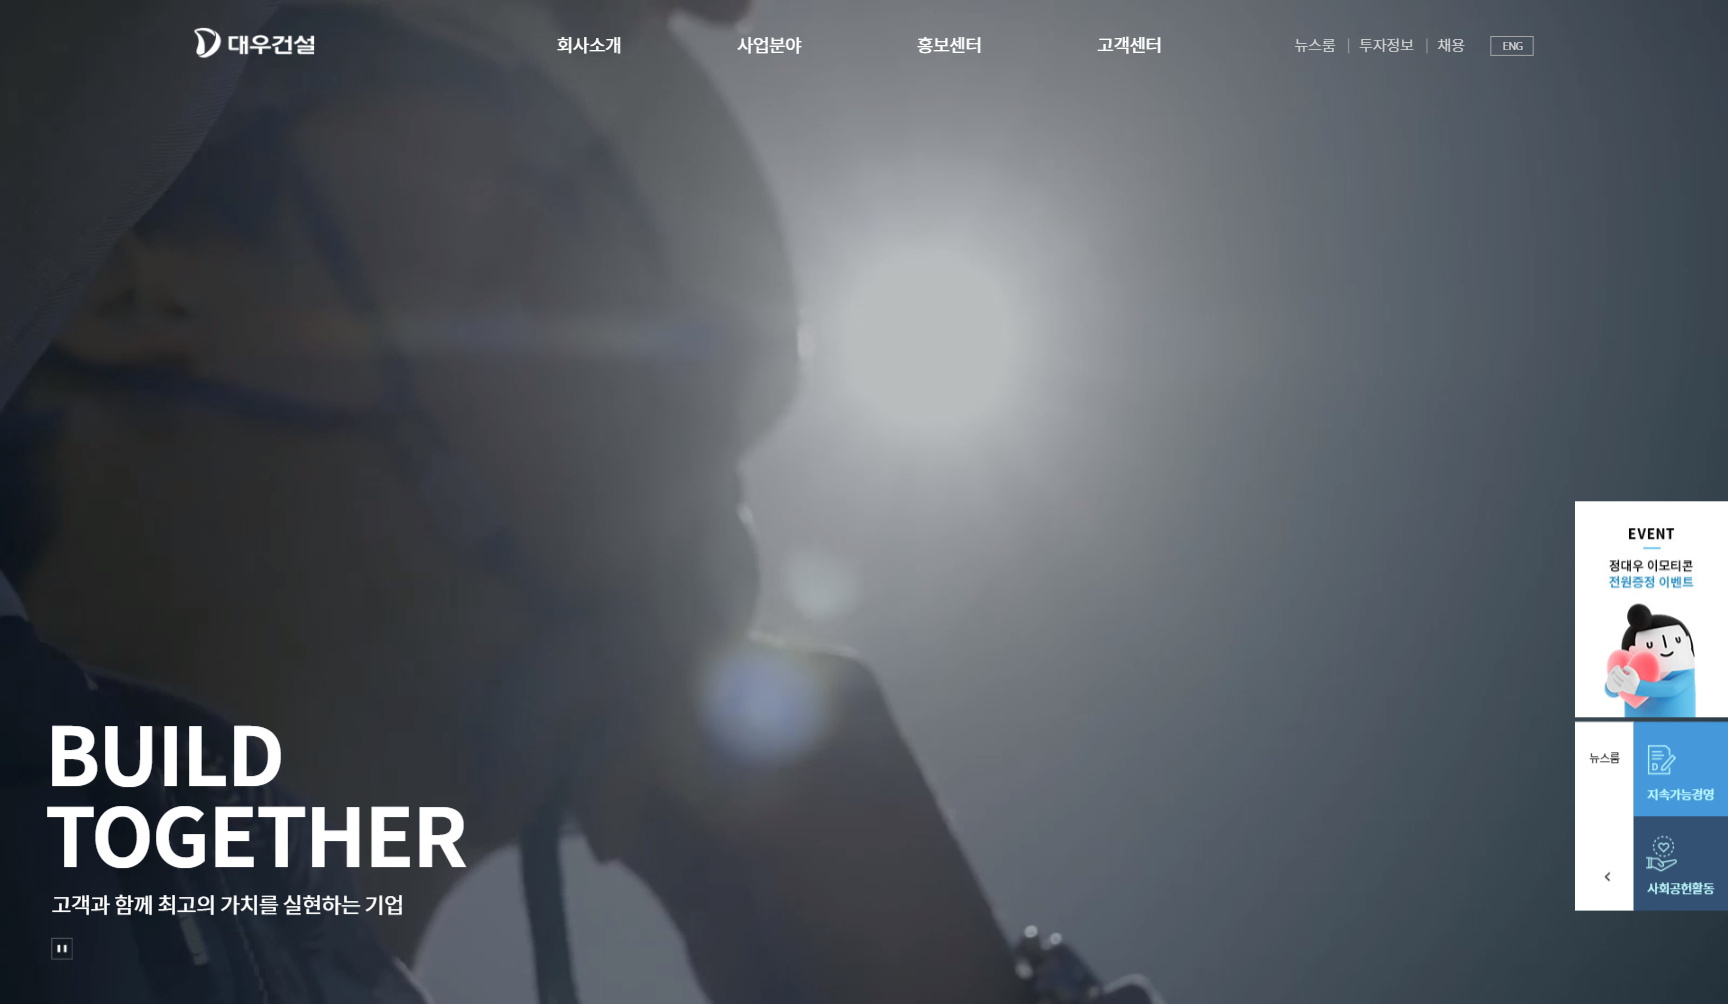 대우건설
회사소개
사업분야
홍보센터
고객센터
뉴스룸
투자정보
채용
ENG
EVENT
정대우 이모티콘
전원증정 이벤트
뉴스룸
D
지속가능경영
사회공헌활동
BUILD
TOGETHER
고객과 함께 최고의 가치를 실현하는 기업